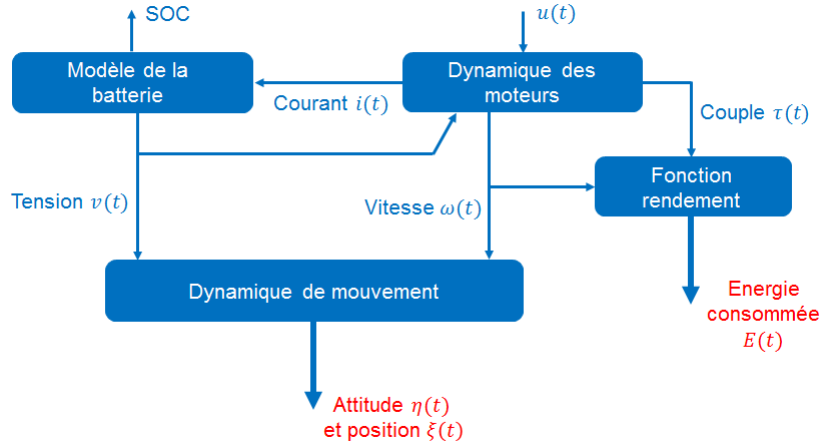 SOC
u(t)
Modèle de la
batterie
Dynamique des
moteurs
Courant i(t)
Couple τ(t)
Fonction
rendement
Tension v(t)
Vitesse ω(t)
Dynamique de mouvement
Energie
consommée
E(t)
Attitude η(t)
et position ξ(t)